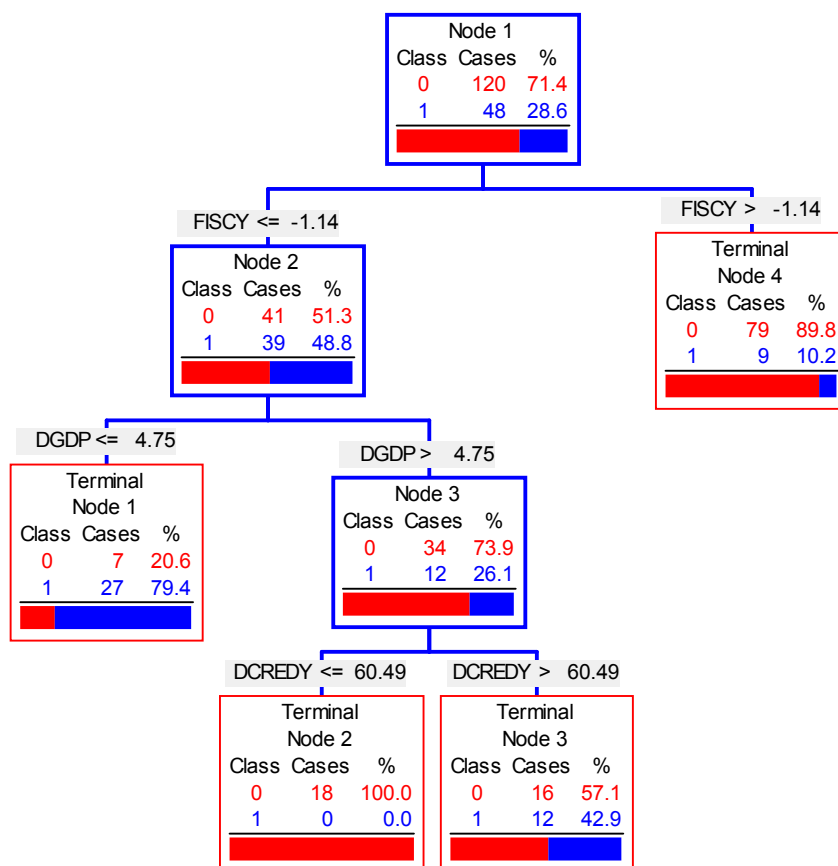 Node 1
Class Cases %
0 120 71.4
1 48 28.6
FISCY <= -1.14
FISCY > -1.14
Node 2
Class Cases %
0 41 51.3
1 39 48.8
Terminal
Node 4
Class Cases %
0 79 89.8
1 9 10.2
DGDP <= 4.75
DGDP > 4.75
Terminal
Node 1
Class Cases %
0 7 20.6
1 27 79.4
Node 3
Class Cases %
0 34 73.9
1 12 26.1
DCREDY <= 60.49
DCREDY > 60.49
Terminal
Node 2
Class Cases %
0 18 100.0
1 0 0.0
Terminal
Node 3
Class Cases %
0 16 57.1
1 12 42.9